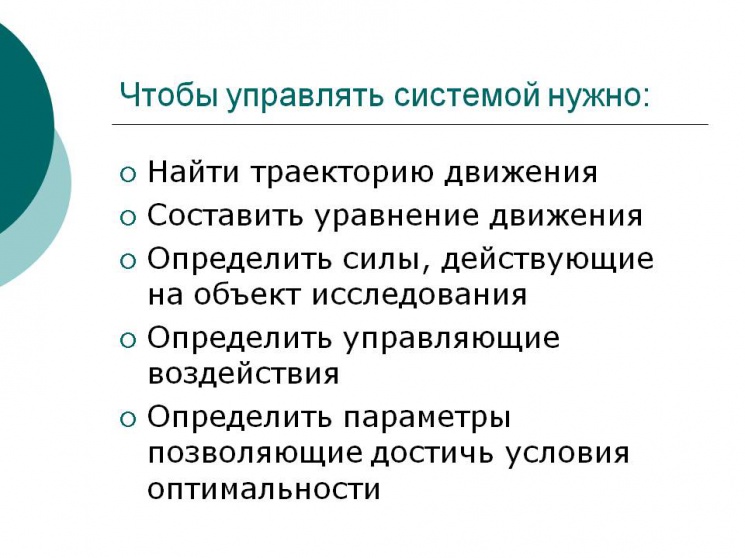 Чтобы управлять системой нужно:
Найти траекторию движения
Составить уравнение движения
Определить силы, действующие
на объект исследования
Определить управляющие
воздействия
Определить параметры
позволяющие достичь условия
оптимальности